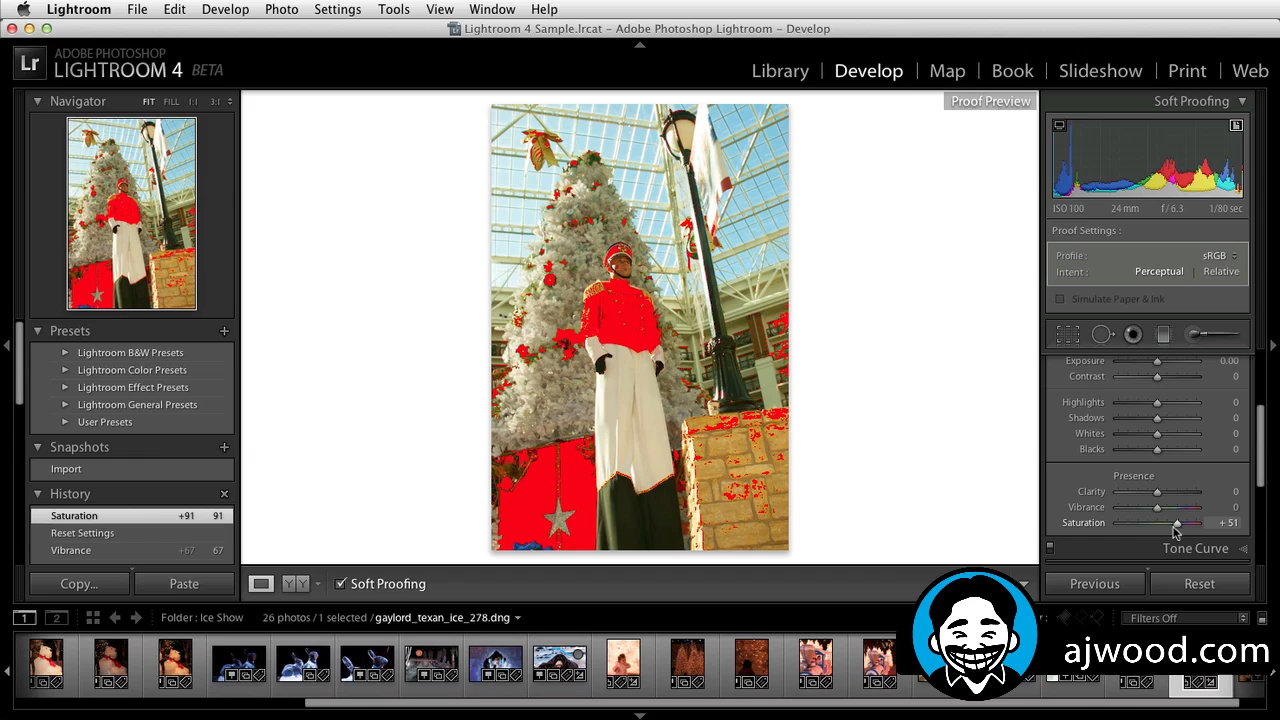 Lightroom File Edit Develop Photo Settings Tools View Window Help
Lightroom 4 Sample.lrcat – Adobe Photoshop Lightroom – Develop
Lr
ADOBE PHOTOSHOP
LIGHTROOM 4 BETA
Library | Develop | Map | Book | Slideshow | Print | Web
Navigator FIT FILL 1:1 3:1
Presets
Lightroom B&W Presets
Lightroom Color Presets
Lightroom Effect Presets
Lightroom General Presets
User Presets
Snapshots
Import
History
Saturation +91 91
Reset Settings
Vibrance +67 67
Copy... Paste
Proof Preview
Soft Proofing
ISO 100 24 mm f / 6.3 1/80 sec
Proof Settings :
Profile : sRGB
Intent : Perceptual | Relative
Simulate Paper & Ink
Exposure 0.00
Contrast 0
Highlights 0
Shadows 0
Whites 0
Blacks 0
Presence
Clarity 0
Vibrance 0
Saturation + 51
Tone Curve
Previous Reset
Y Y Soft Proofing
1 2 Folder : Ice Show 26 photos / 1 selected / gaylord_texan_ice_278.dng
Filters Off
ajwood.com